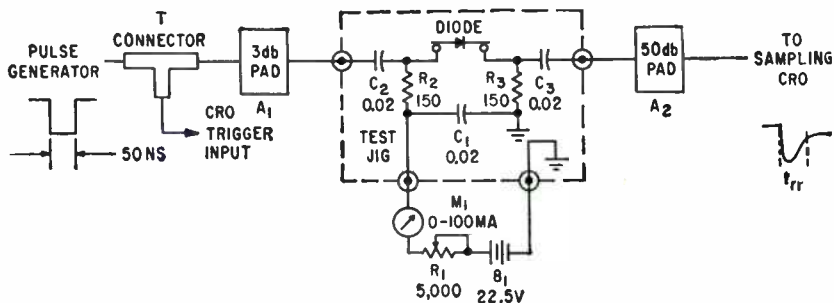 PULSE
GENERATOR
50 NS
T
CONNECTOR
CRO
TRIGGER
INPUT
3db
PAD
A1
DIODE
C2
0.02
R2
150
R3
150
C3
0.02
C1
0.02
TEST
JIG
M1
0-100MA
R1
5,000
B1
22.5V
50db
PAD
A2
TO
SAMPLING
CRO
trr